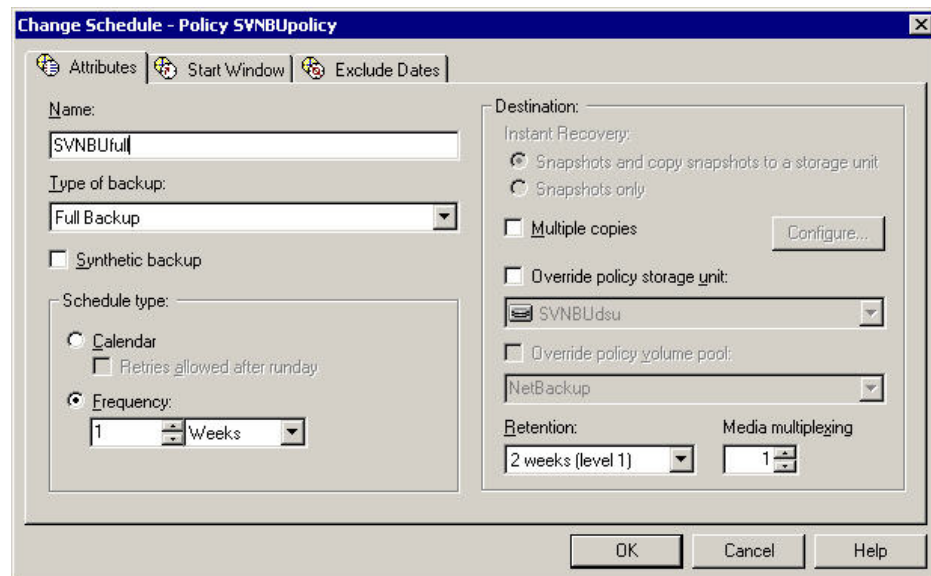 Change Schedule - Policy SVNBUpolicy
Attributes
Start Window
Exclude Dates
Name:
SVNBUfull
Type of backup:
Full Backup
Synthetic backup
Schedule type:
Calendar
Retries allowed after runday
Frequency:
1 Weeks
Destination:
Instant Recovery:
Snapshots and copy snapshots to a storage unit
Snapshots only
Multiple copies
Configure...
Override policy storage unit:
SVNBUdsu
Override policy volume pool:
NetBackup
Retention:
Media multiplexing
2 weeks (level 1)
1
OK
Cancel
Help